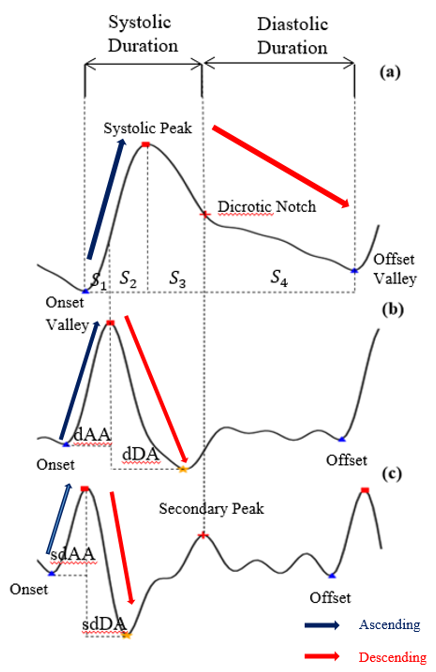 Systolic
Duration
Diastolic
Duration
(a)
Systolic Peak
Dicrotic Notch
Offset
Valley
S1 S2 S3 S4
Onset
Valley
(b)
dAA
dDA
Onset
Offset
(c)
Secondary Peak
sdAA
Onset
Offset
sdDA
Ascending
Descending